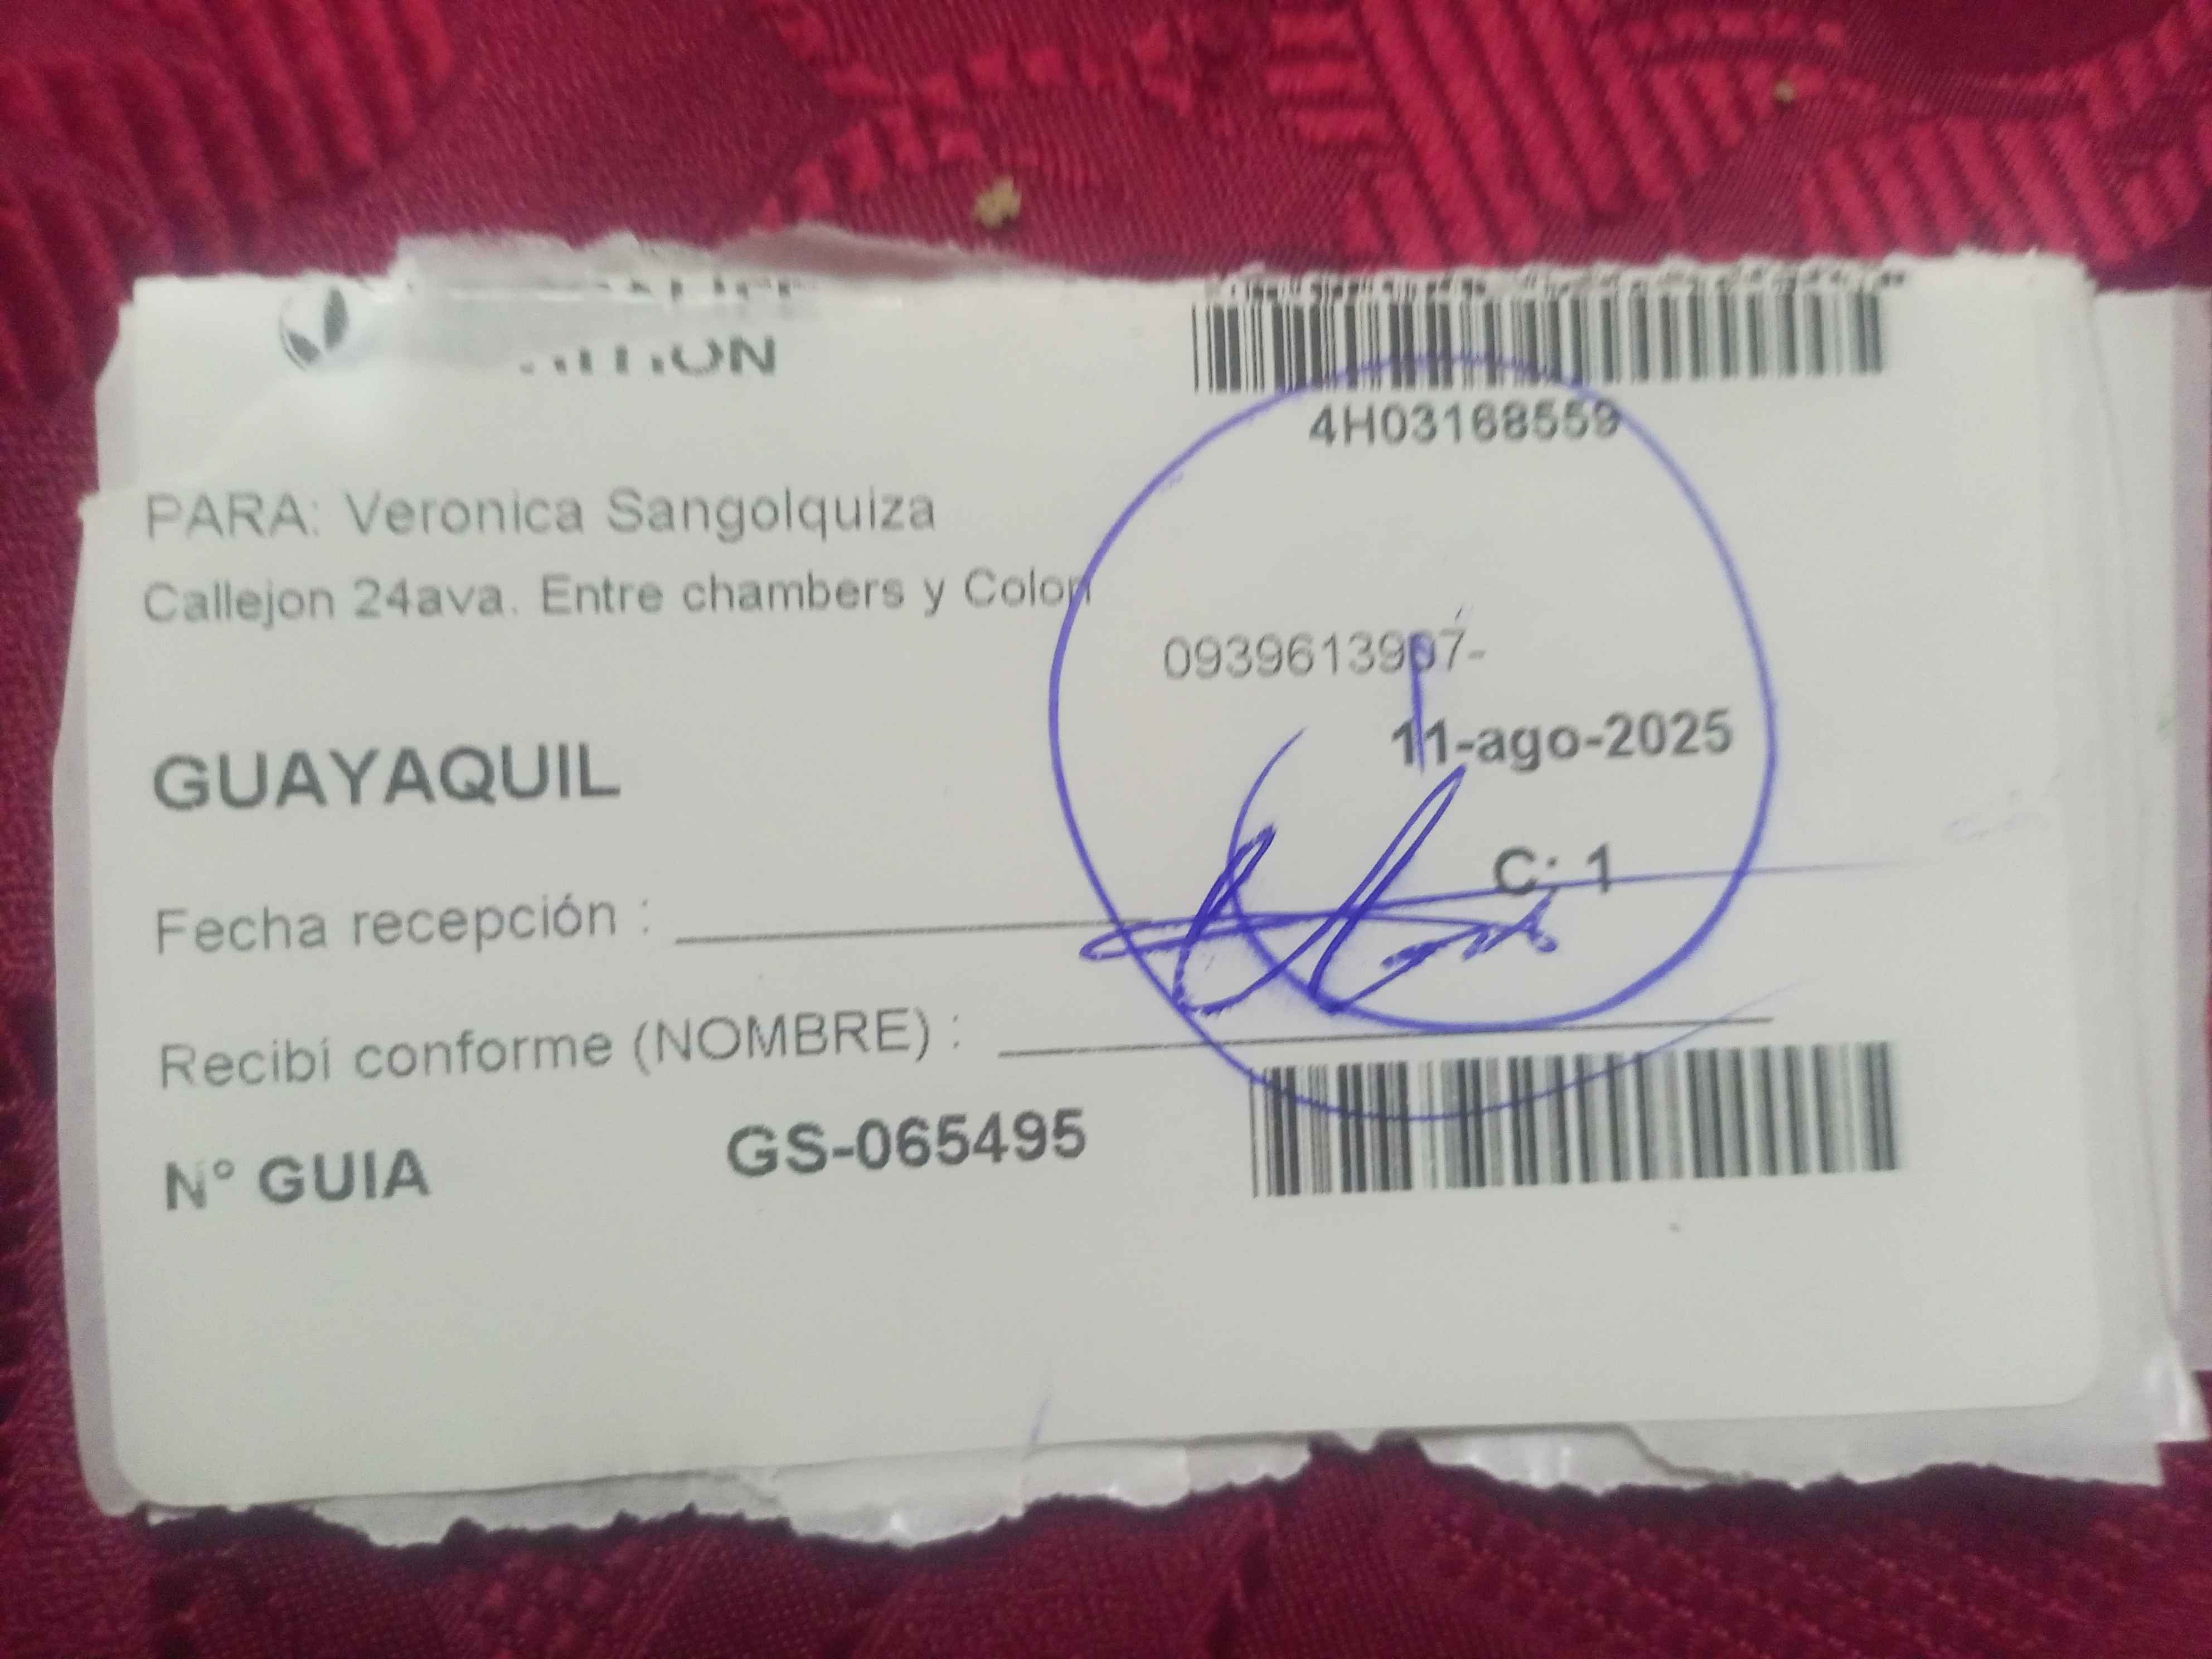 4H03168559
PARA: Veronica Sangolquiza
Callejon 24ava. Entre chambers y Colon
0939613967-
11-ago-2025
GUAYAQUIL
C: 1
Fecha recepción :
Recibí conforme (NOMBRE) :
N° GUIA GS-065495